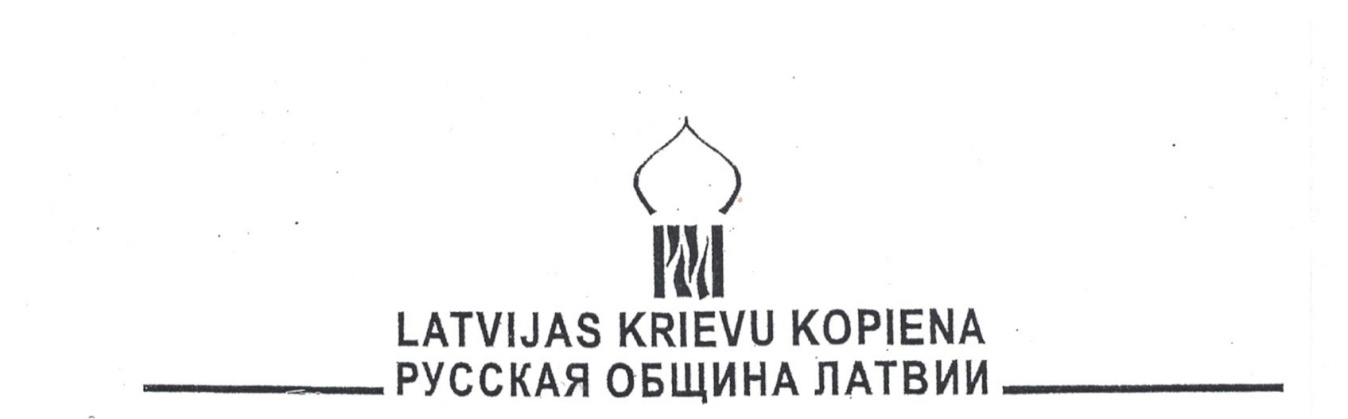 LATVIJAS KRIEVU KOPIENA
РУССКАЯ ОБЩИНА ЛАТВИИ